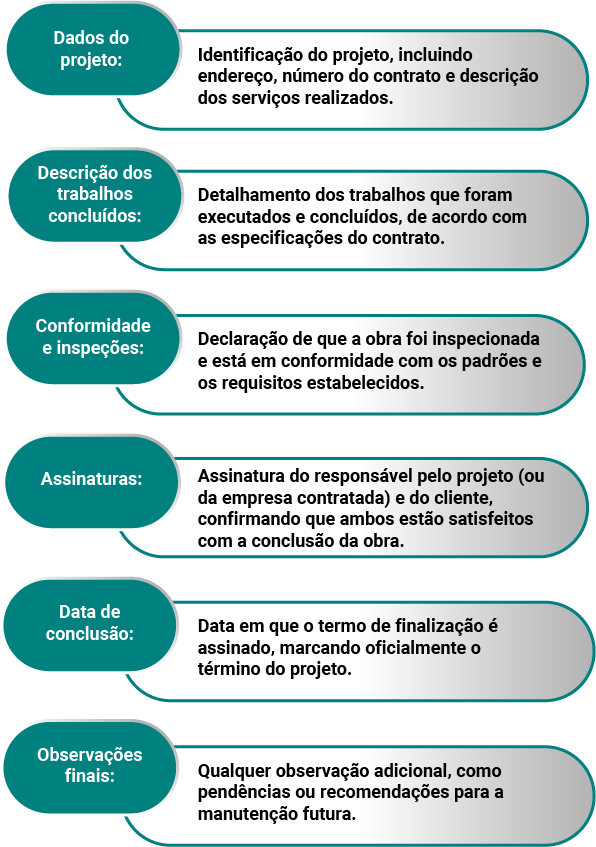 Dados do
projeto:
Identificação do projeto, incluindo
endereço, número do contrato e descrição
dos serviços realizados.
Descrição dos
trabalhos
concluídos:
Detalhamento dos trabalhos que foram
executados e concluídos, de acordo com
as especificações do contrato.
Conformidade
e inspeções:
Declaração de que a obra foi inspecionada
e está em conformidade com os padrões e
os requisitos estabelecidos.
Assinaturas:
Assinatura do responsável pelo projeto (ou
da empresa contratada) e do cliente,
confirmando que ambos estão satisfeitos
com a conclusão da obra.
Data de
conclusão:
Data em que o termo de finalização é
assinado, marcando oficialmente o
término do projeto.
Observações
finais:
Qualquer observação adicional, como
pendências ou recomendações para a
manutenção futura.